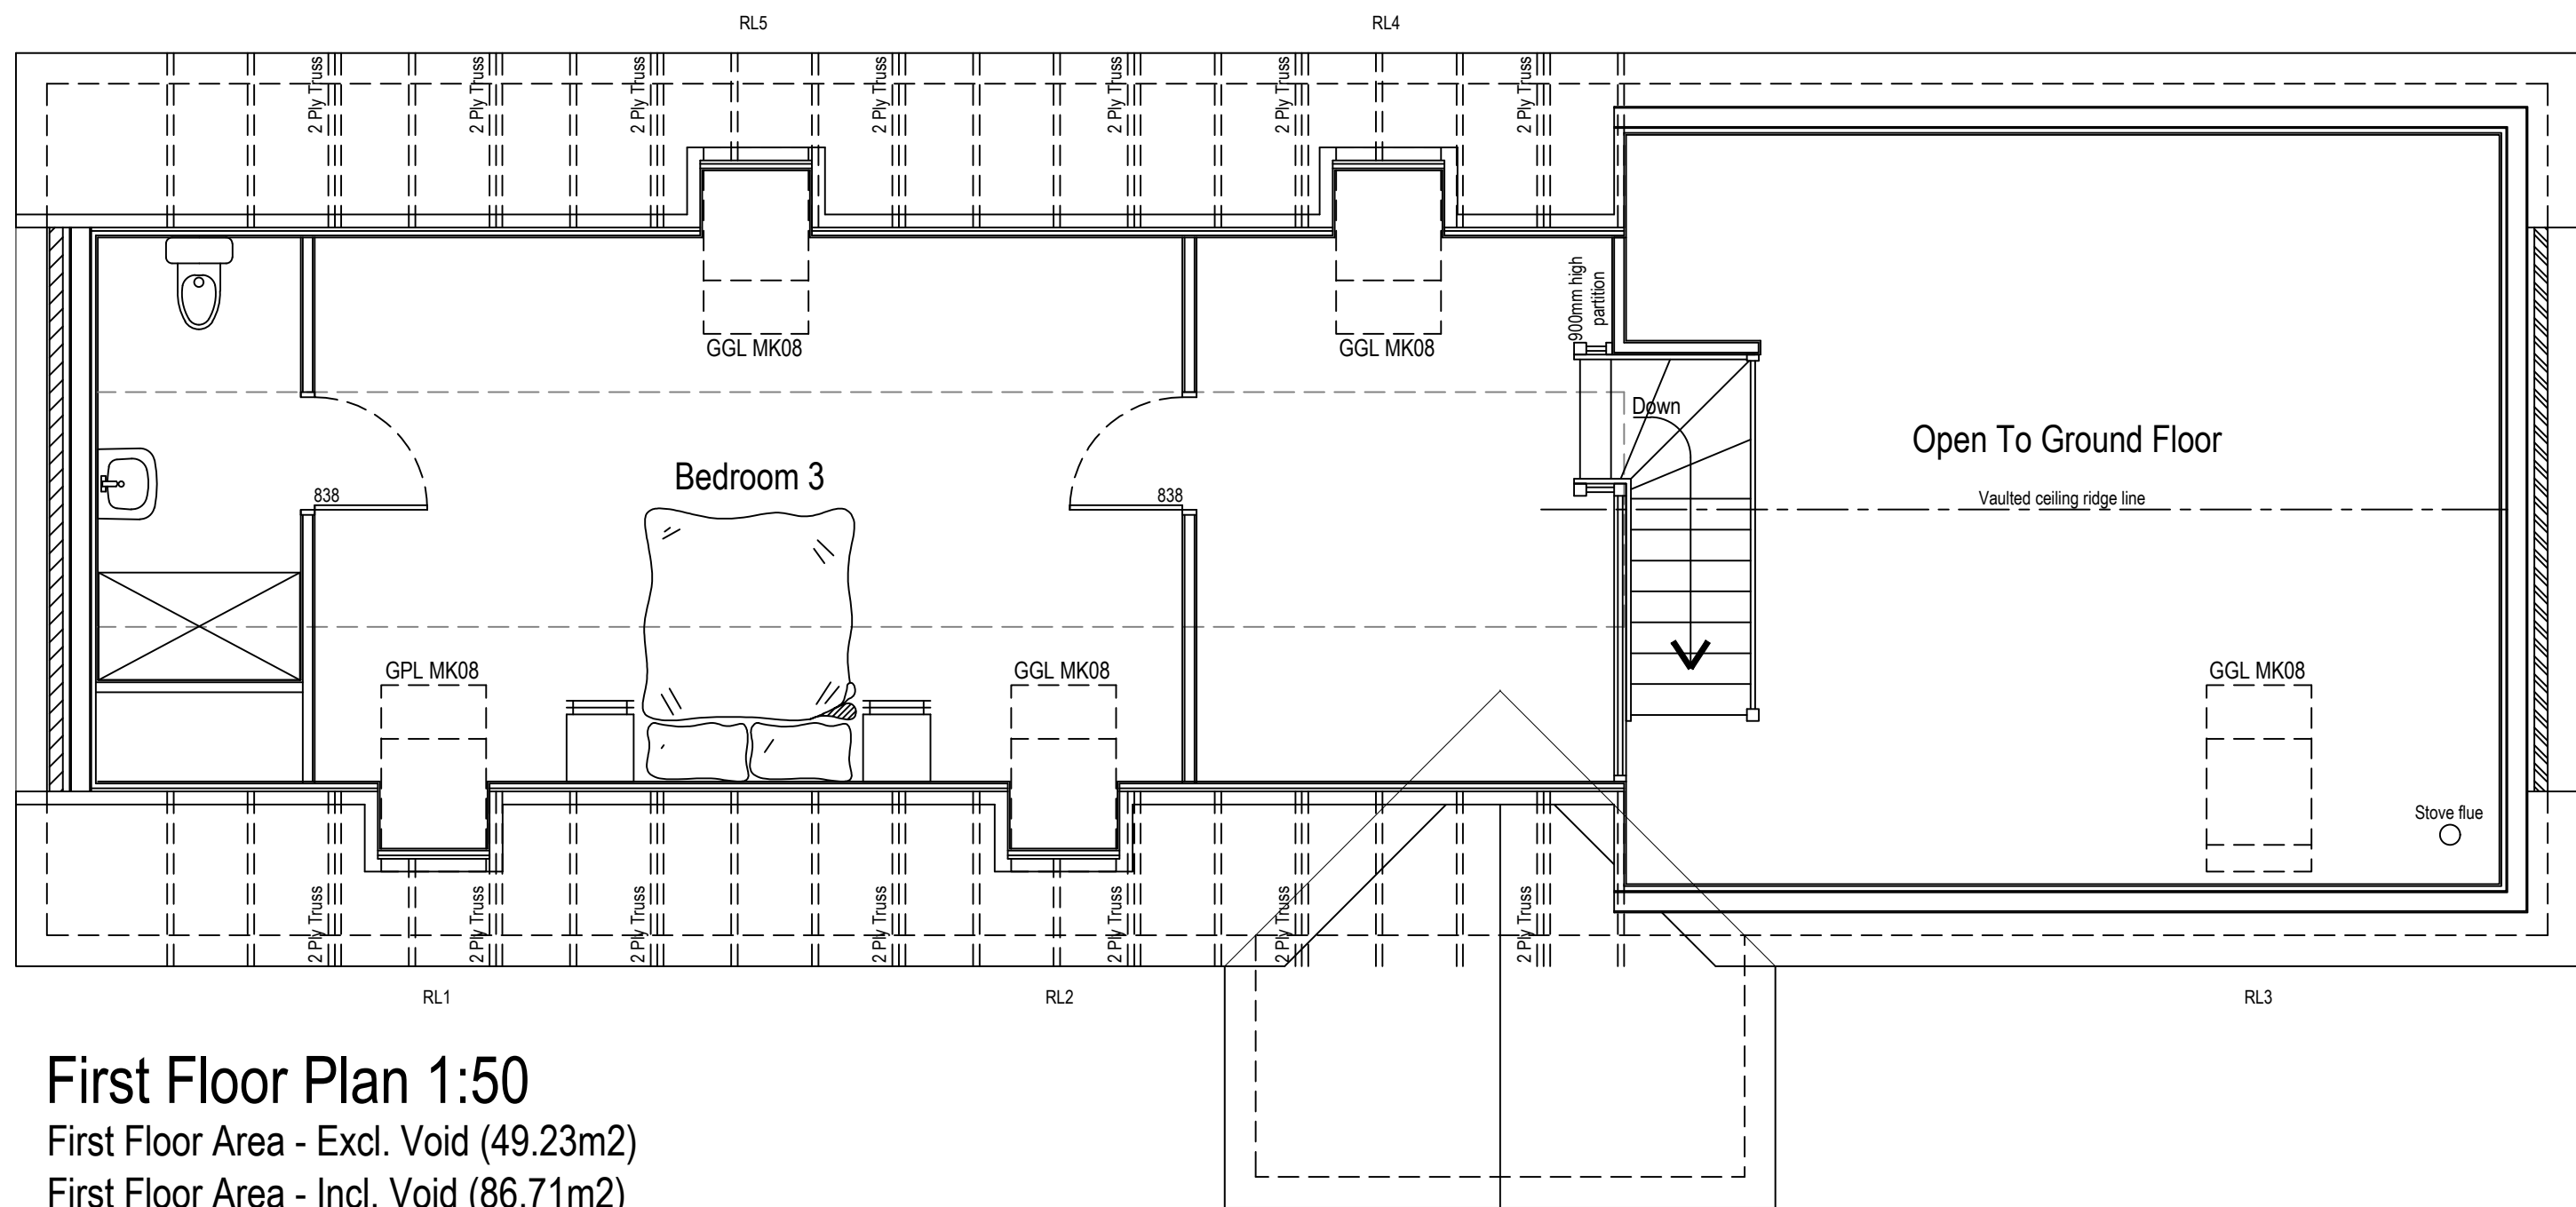 RL5
RL4
2 Ply Truss
2 Ply Truss
2 Ply Truss
2 Ply Truss
2 Ply Truss
2 Ply Truss
2 Ply Truss
900mm high
partition
GGL MK08
GGL MK08
Down
Open To Ground Floor
Bedroom 3
838
838
Vaulted ceiling ridge line
GPL MK08
GGL MK08
GGL MK08
Stove flue
2 Ply Truss
2 Ply Truss
2 Ply Truss
2 Ply Truss
2 Ply Truss
2 Ply Truss
2 Ply Truss
RL1
RL2
RL3
First Floor Plan 1:50
First Floor Area - Excl. Void (49.23m2)
First Floor Area - Incl. Void (86.71m2)